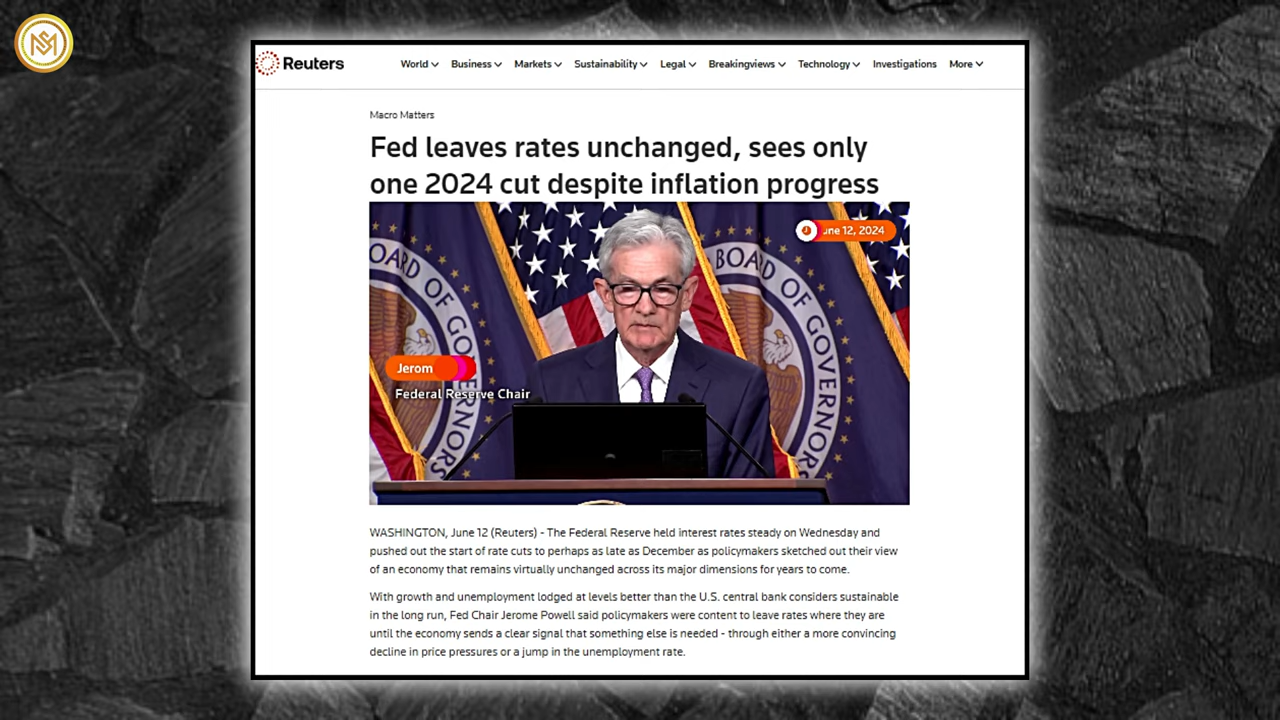 SM
Reuters
World Business Markets Sustainability Legal Breakingviews Technology Investigations More
Macro Matters
Fed leaves rates unchanged, sees only
one 2024 cut despite inflation progress
une 12, 2024
BOARD OF GOVERNORS
BOARD OF GOVERNORS
Jerom
Federal Reserve Chair
WASHINGTON, June 12 (Reuters) - The Federal Reserve held interest rates steady on Wednesday and
pushed out the start of rate cuts to perhaps as late as December as policymakers sketched out their view
of an economy that remains virtually unchanged across its major dimensions for years to come.
With growth and unemployment lodged at levels better than the U.S. central bank considers sustainable
in the long run, Fed Chair Jerome Powell said policymakers were content to leave rates where they are
until the economy sends a clear signal that something else is needed - through either a more convincing
decline in price pressures or a jump in the unemployment rate.